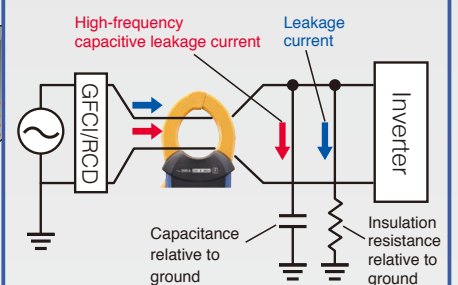 High-frequency
capacitive leakage current
Leakage
current
GFCI/RCD
Inverter
Capacitance
relative to
ground
Insulation
resistance
relative to
ground